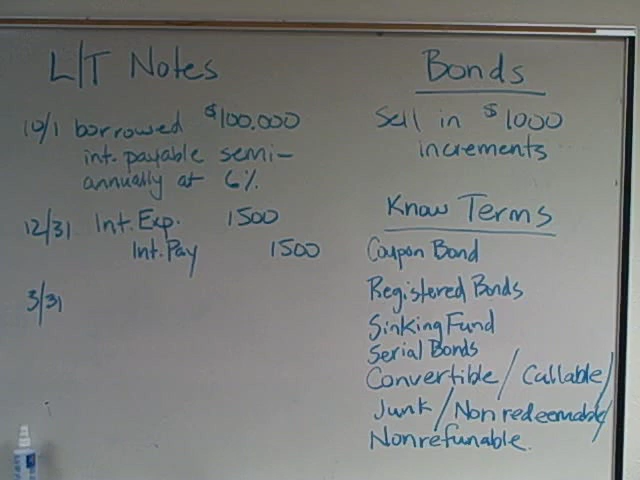 L/T Notes
10/1 borrowed $100.000
int. payable semi-
annually at 6%
12/31 Int. Exp. 1500
Int. Pay 1500
3/31
Bonds
Sell in $1000
increments
Know Terms
Coupon Bond
Registered Bonds
Sinking Fund
Serial Bonds
Convertible / Callable/
Junk / Nonredeemable/
Nonrefunable.